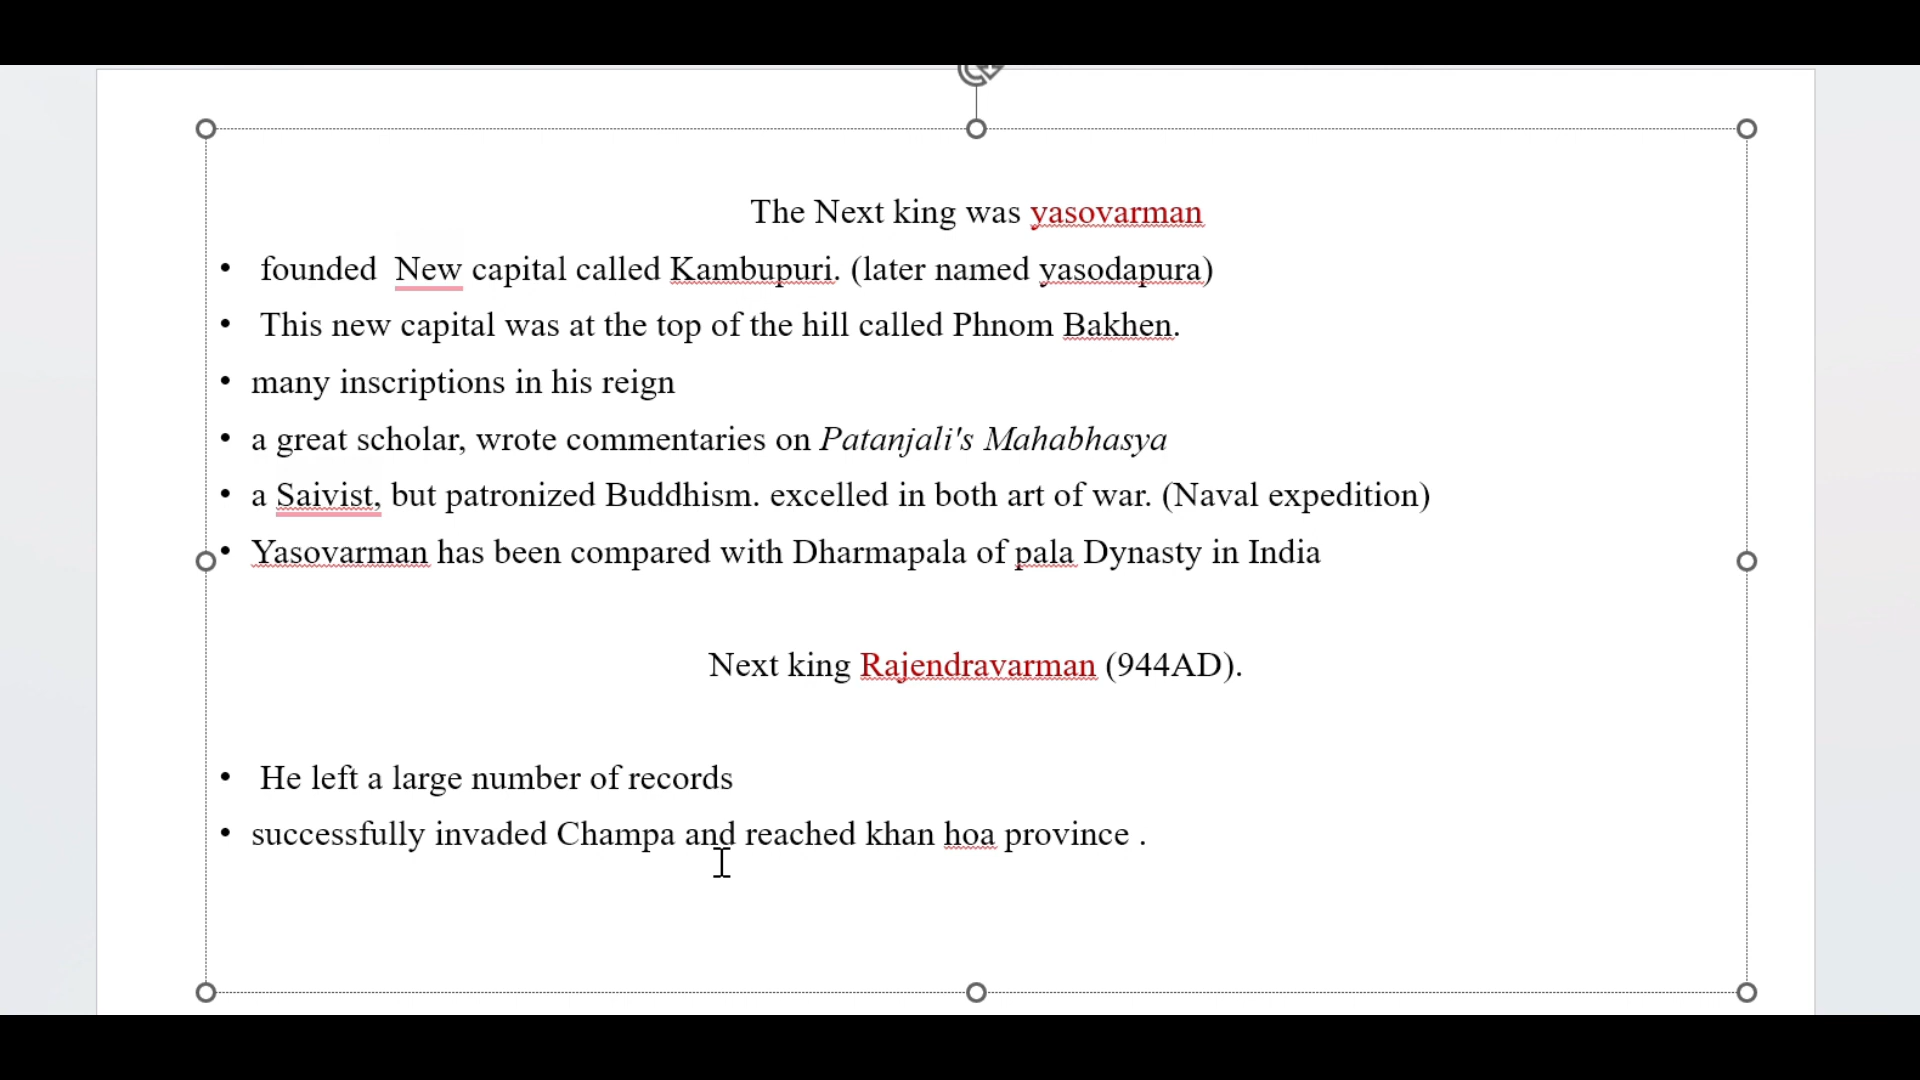 The Next king was yasovarman
• founded New capital called Kambupuri. (later named yasodapura)
• This new capital was at the top of the hill called Phnom Bakhen.
• many inscriptions in his reign
• a great scholar, wrote commentaries on Patanjali's Mahabhasya
• a Saivist, but patronized Buddhism. excelled in both art of war. (Naval expedition)
• Yasovarman has been compared with Dharmapala of pala Dynasty in India
Next king Rajendravarman (944AD).
• He left a large number of records
• successfully invaded Champa and reached khan hoa province .